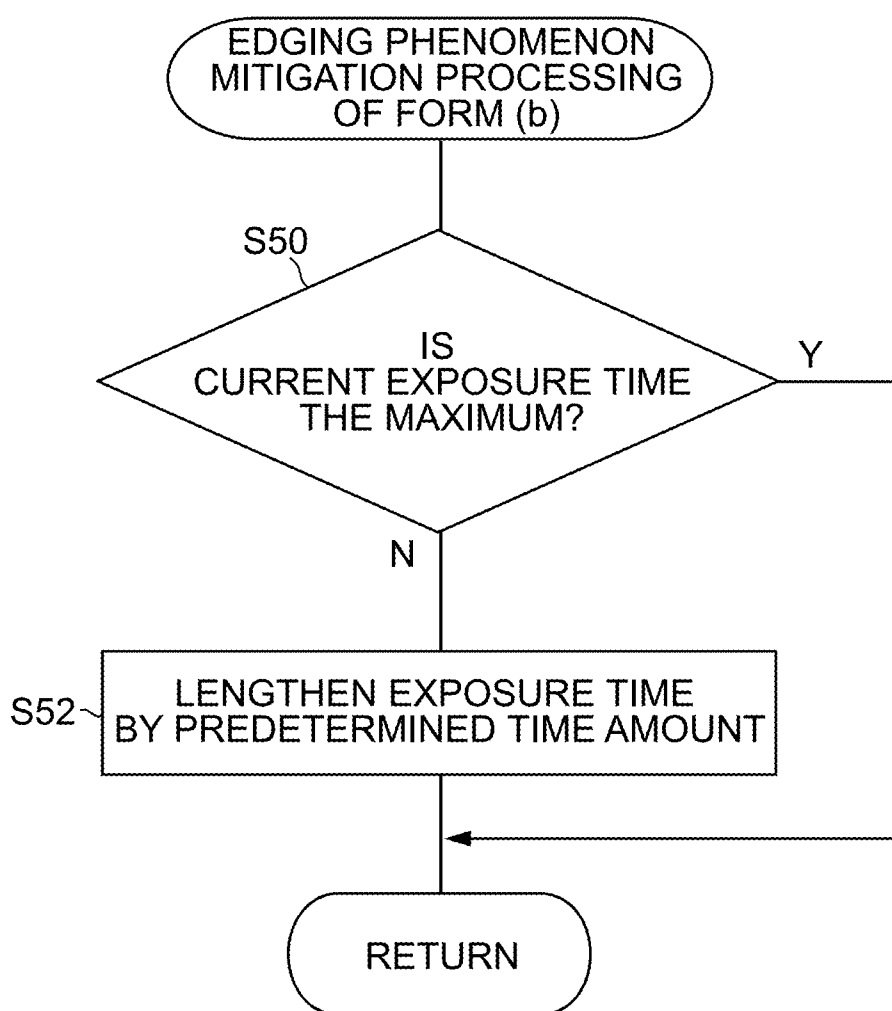 EDGING PHENOMENON
MITIGATION PROCESSING
OF FORM (b)
S50
IS
CURRENT EXPOSURE TIME
THE MAXIMUM?
Y
N
S52
LENGTHEN EXPOSURE TIME
BY PREDETERMINED TIME AMOUNT
RETURN